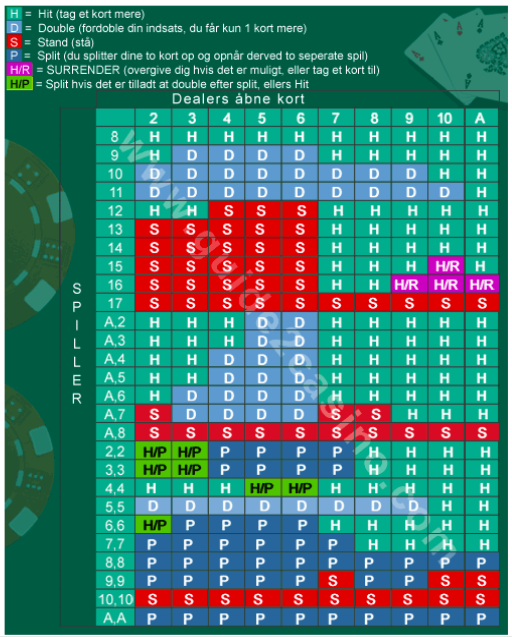 H = Hit (tag et kort mere)
D = Double (fordoble din indsats, du får kun 1 kort mere)
S = Stand (stå)
P = Split (du splitter dine to kort op og opnår derved to seperate spil)
H/R = SURRENDER (overgive dig hvis det er muligt, eller tag et kort til)
H/P = Split hvis det er tilladt at double efter split, ellers Hit
Dealers åbne kort
2 3 4 5 6 7 8 9 10 A
8 H H H H H H H H H H
9 H D D D D H H H H H
10 D D D D D D D D H H
11 D D D D D D D D D H
12 H H S S S H H H H H
13 S S S S S H H H H H
14 S S S S S H H H H H
15 S S S S S H H H H/R H
16 S S S S S H H H/R H/R H/R
17 S S S S S S S S S S
A,2 H H H D D H H H H H
A,3 H H H D D H H H H H
A,4 H H D D D H H H H H
A,5 H H D D D H H H H H
A,6 H D D D D H H H H H
A,7 S D D D D S S H H H
A,8 S S S S S S S S S S
2,2 H/P H/P P P P P H H H H
3,3 H/P H/P P P P P H H H H
4,4 H H H H/P H/P H H H H H
5,5 D D D D D D D D H H
6,6 H/P P P P P H H H H H
7,7 P P P P P P H H H H
8,8 P P P P P P P P P P
9,9 P P P P P S P P S S
10,10 S S S S S S S S S S
A,A P P P P P P P P P P
SPILLER
www.guide2casino.com